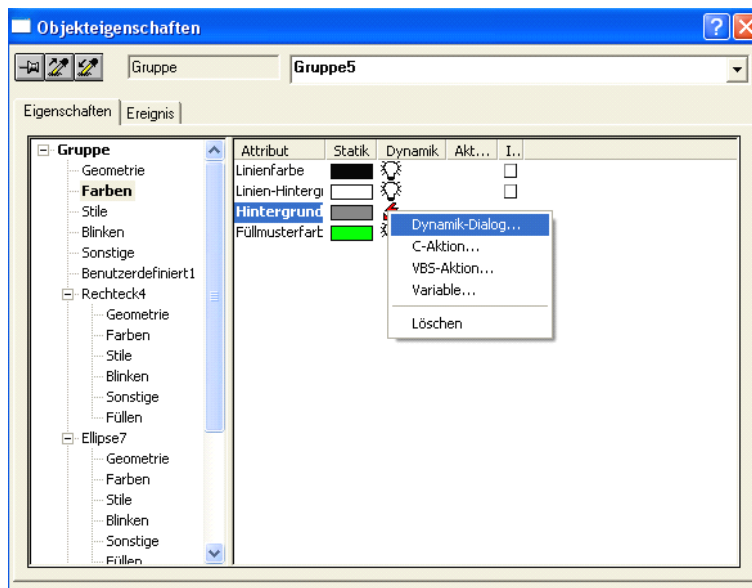 Objekteigenschaften
Gruppe Gruppe5
Eigenschaften Ereignis
Gruppe
Geometrie
Farben
Stile
Blinken
Sonstige
Benutzerdefiniert1
Rechteck4
Geometrie
Farben
Stile
Blinken
Sonstige
Füllen
Ellipse7
Geometrie
Farben
Stile
Blinken
Sonstige
Füllen
Attribut Statik Dynamik Akt... I..
Linienfarbe
Linien-Hintergr
Hintergrund
Füllmusterfarb
Dynamik-Dialog...
C-Aktion...
VBS-Aktion...
Variable...
Löschen